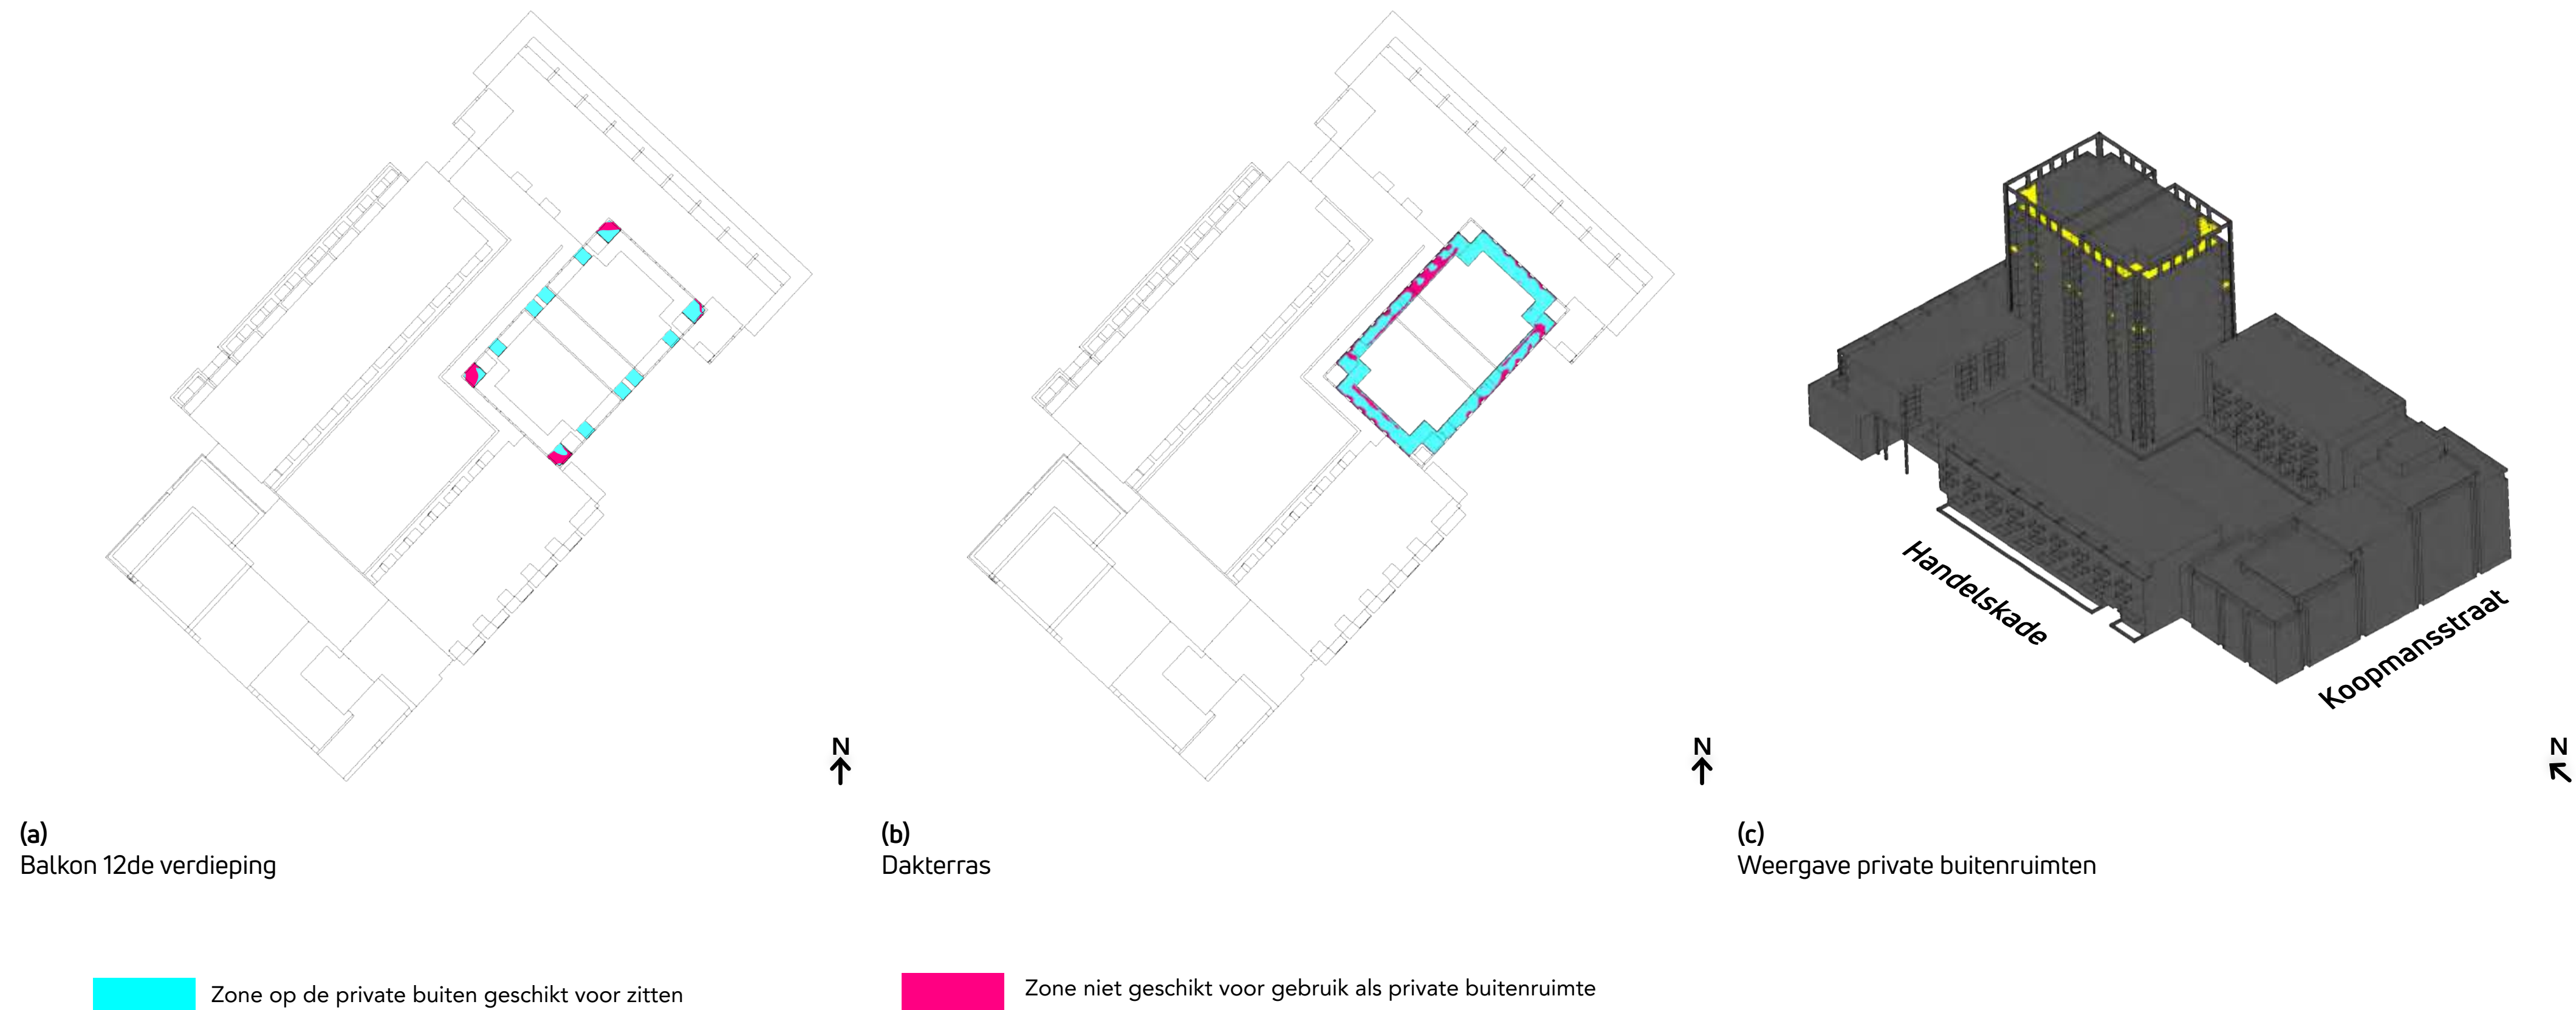 Handelskade
Koopmansstraat
N
N
N
(a)
Balkon 12de verdieping
(b)
Dakterras
(c)
Weergave private buitenruimten
Zone op de private buiten geschikt voor zitten
Zone niet geschikt voor gebruik als private buitenruimte